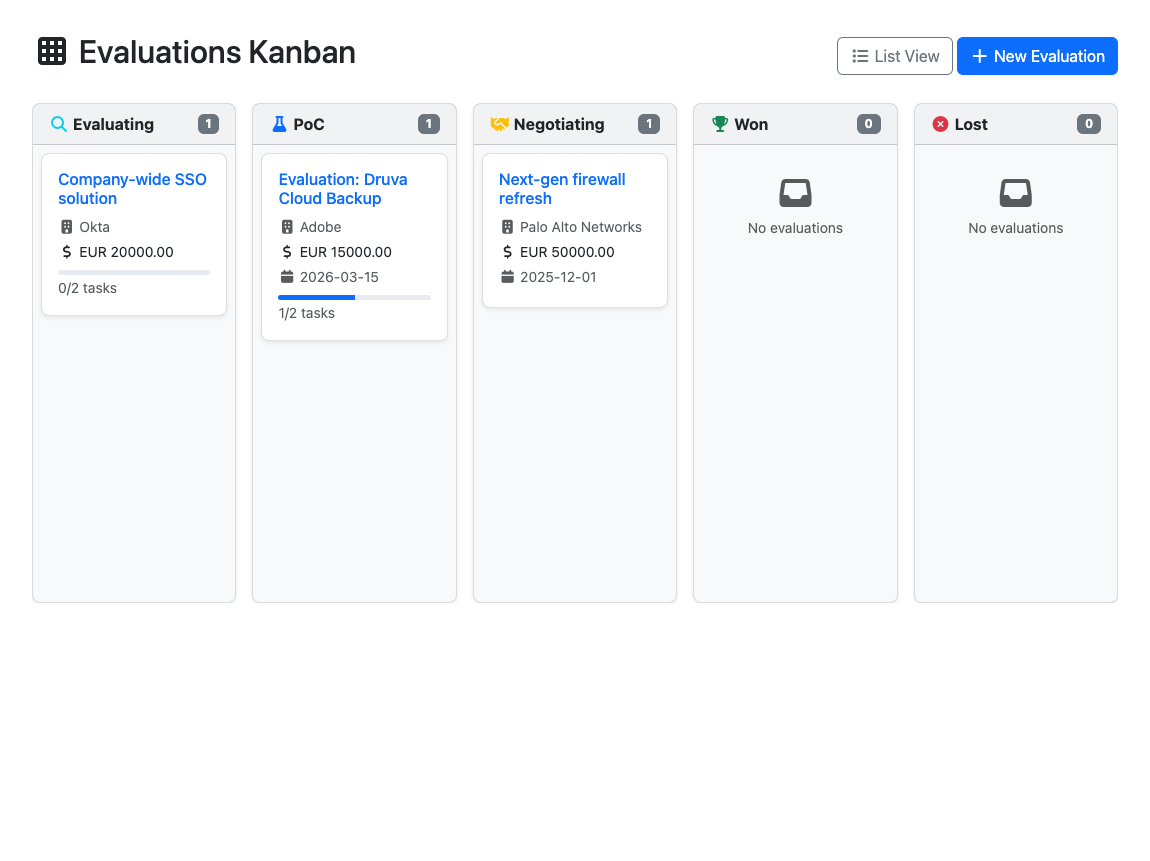 Evaluations Kanban
List View
New Evaluation
Evaluating 1
Company-wide SSO
solution
Okta
$ EUR 20000.00
0/2 tasks
PoC 1
Evaluation: Druva
Cloud Backup
Adobe
$ EUR 15000.00
2026-03-15
1/2 tasks
Negotiating 1
Next-gen firewall
refresh
Palo Alto Networks
$ EUR 50000.00
2025-12-01
Won 0
No evaluations
Lost 0
No evaluations